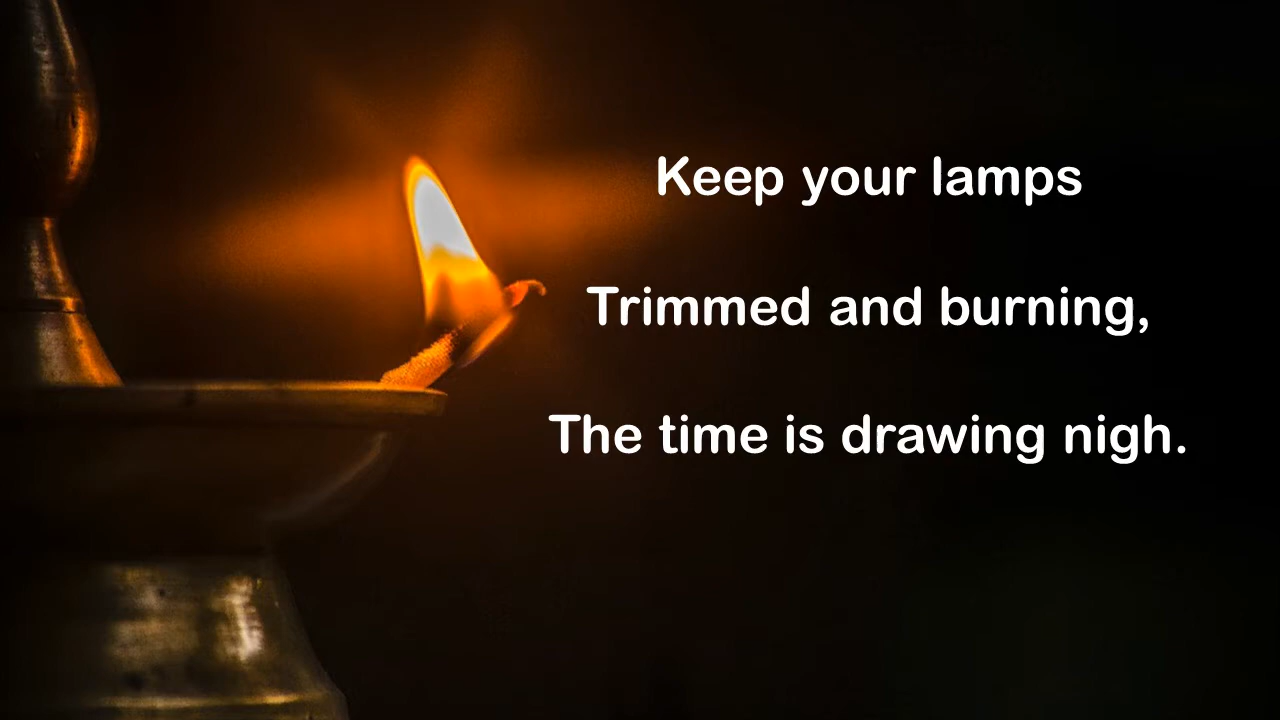 Keep your lamps
Trimmed and burning,
The time is drawing nigh.